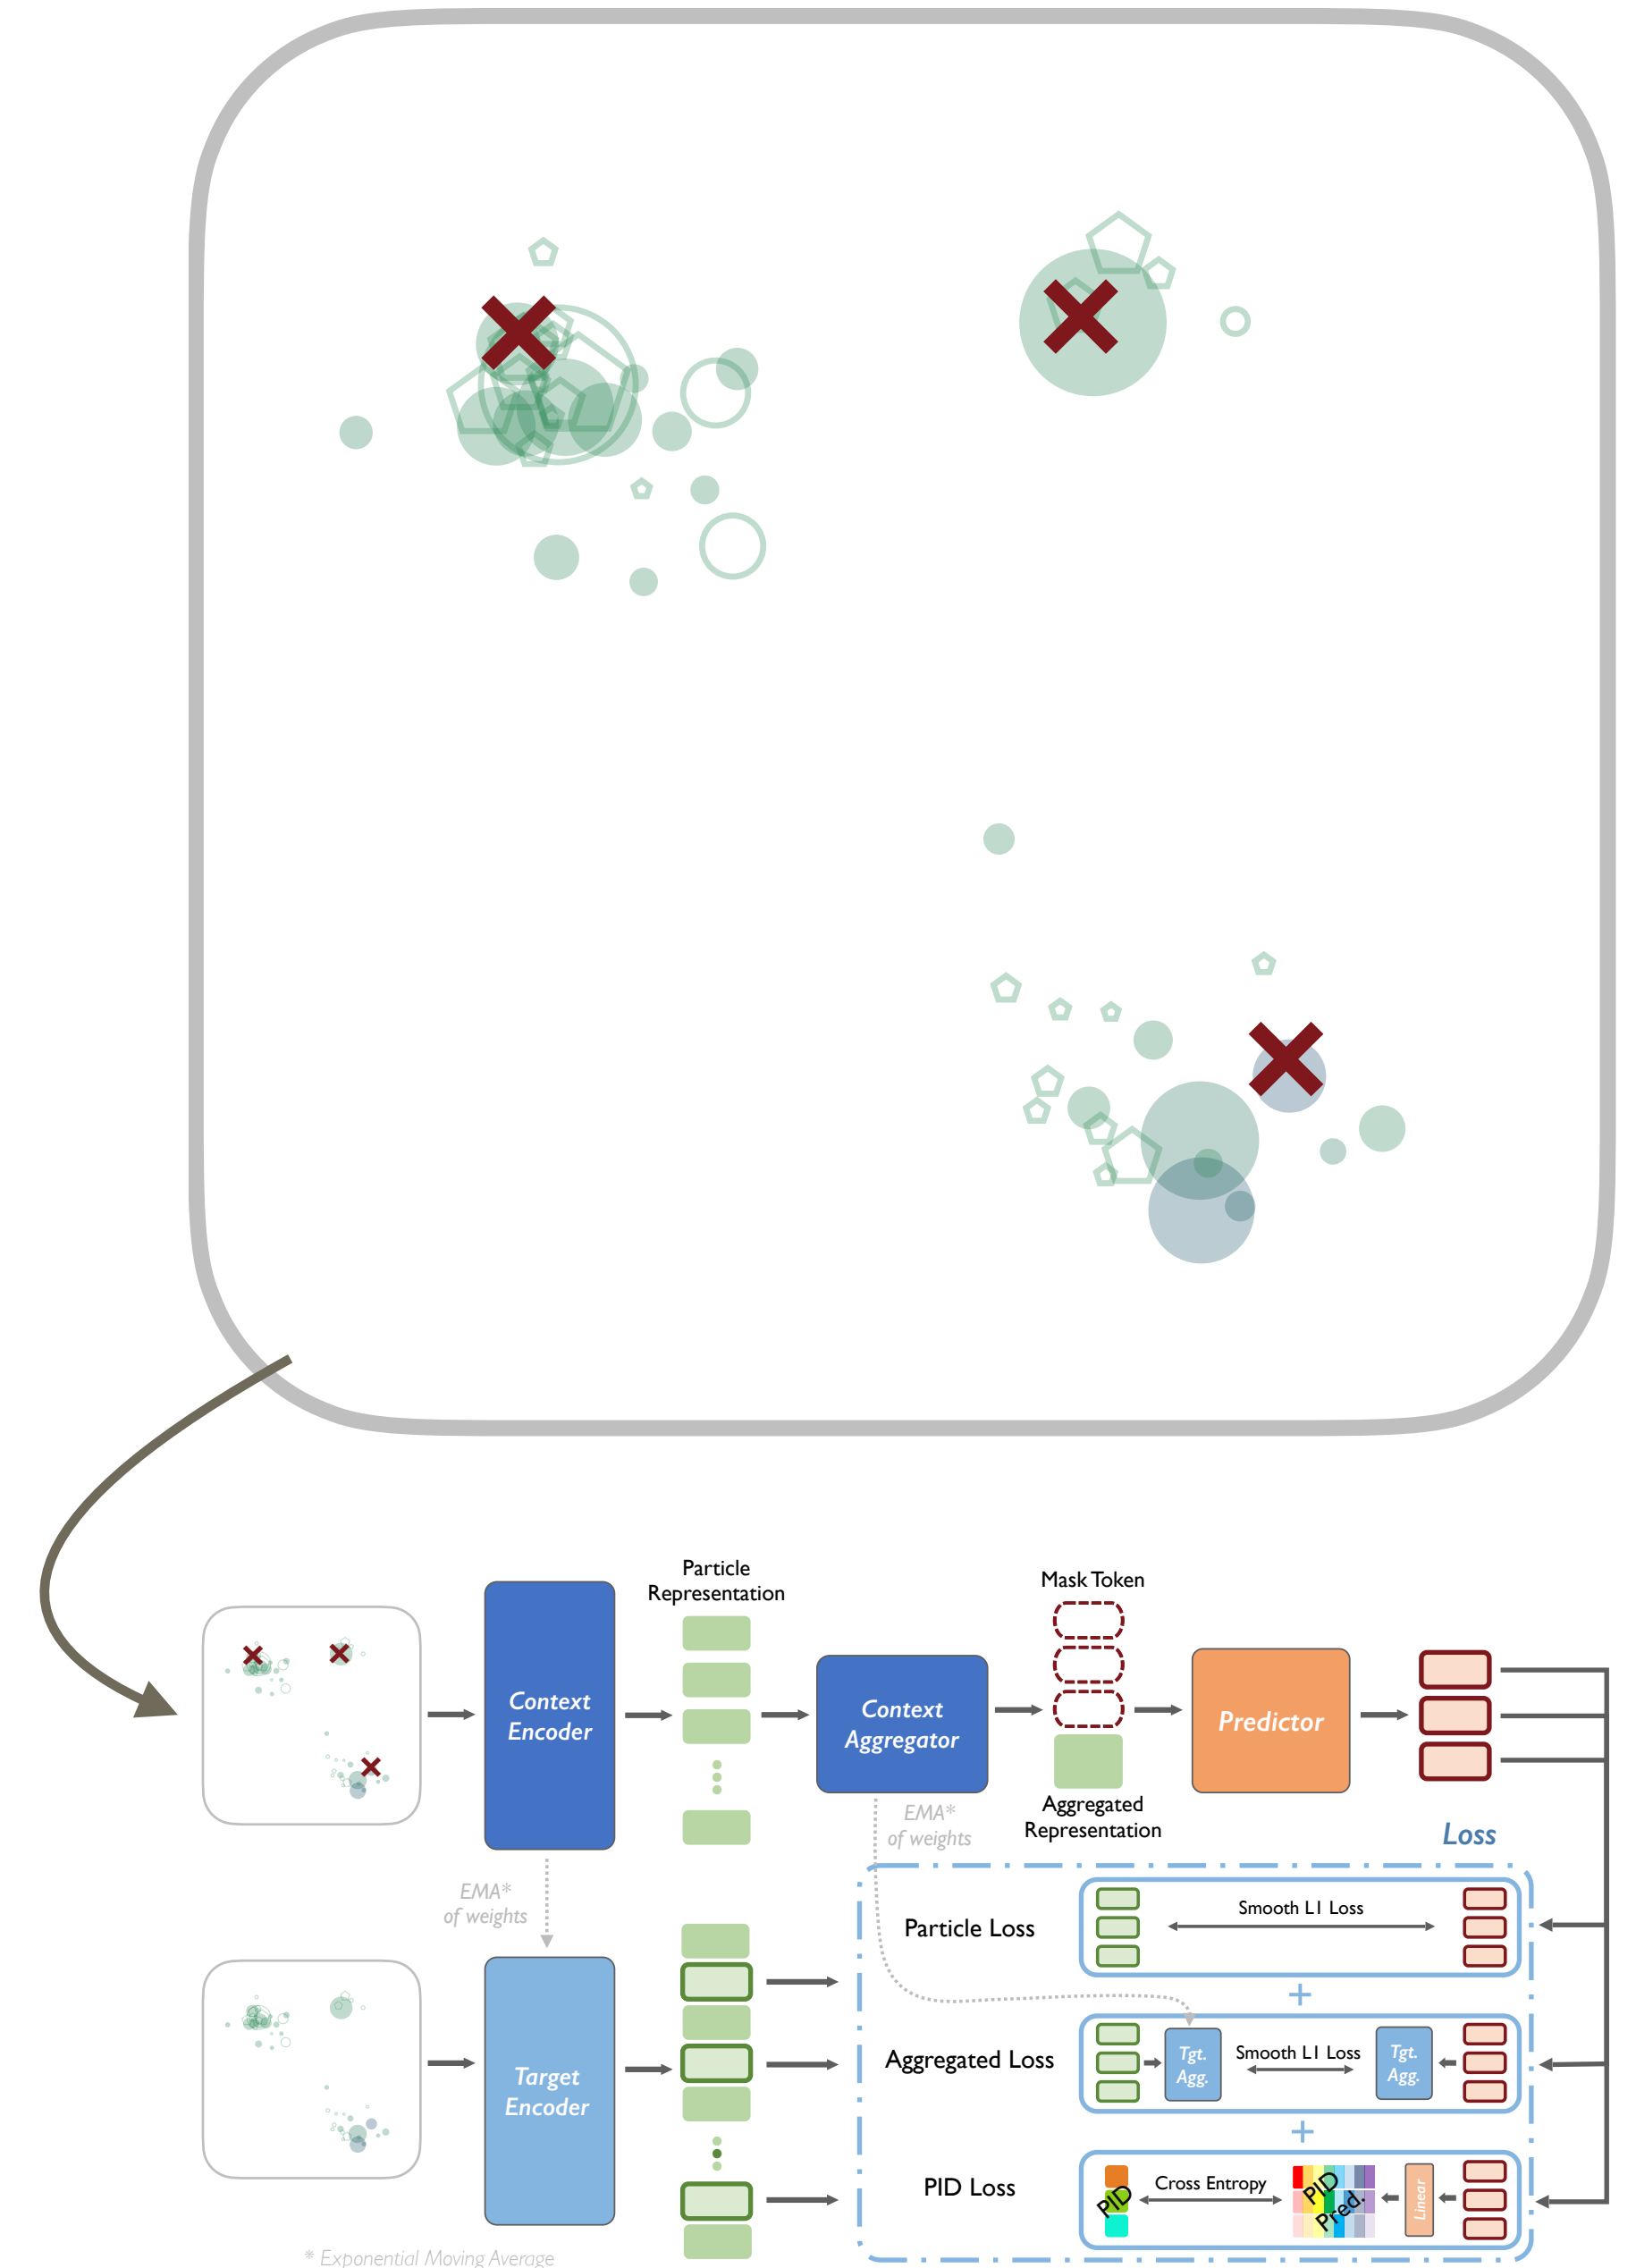 Particle
Representation
Mask Token
Context
Encoder
Context
Aggregator
Predictor
Aggregated
Representation
EMA*
of weights
Loss
EMA*
of weights
Particle Loss
Smooth L1 Loss
+
Target
Encoder
Aggregated Loss
Tgt.
Agg.
Smooth L1 Loss
Tgt.
Agg.
+
PID Loss
PID
Cross Entropy
PID
Pred.
Linear
* Exponential Moving Average